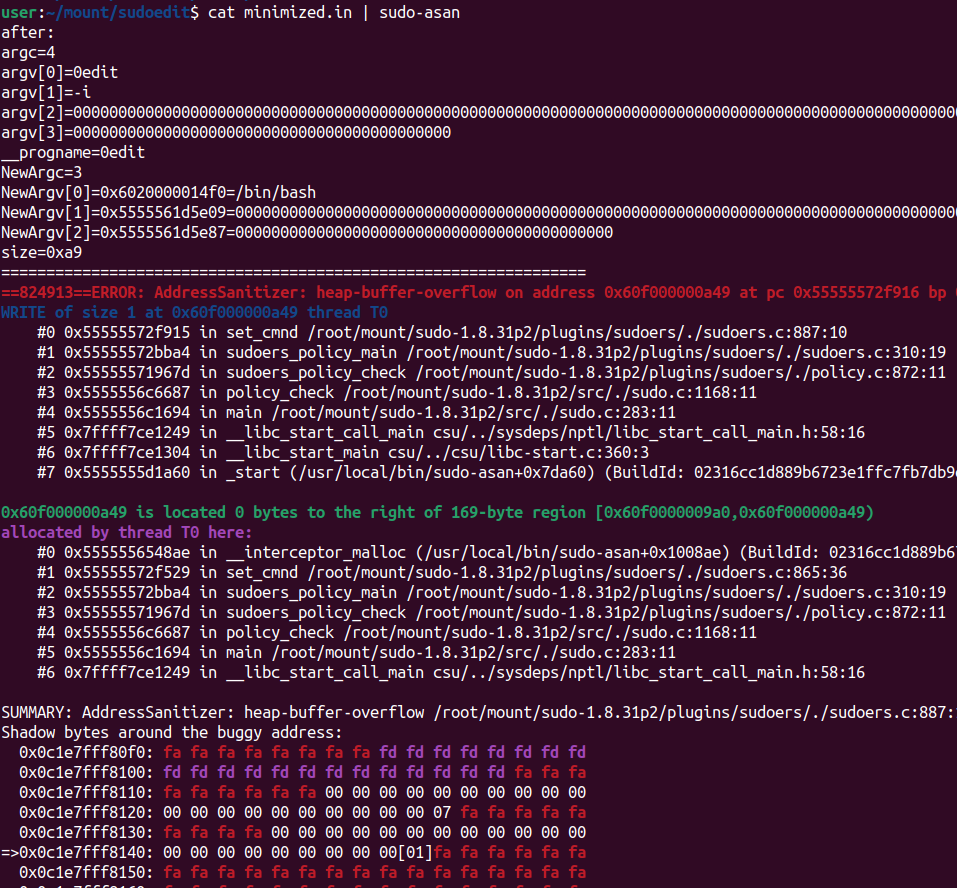 user:~/mount/sudoedit$ cat minimized.in | sudo-asan
after:
argc=4
argv[0]=0edit
argv[1]=-i
argv[2]=00000000000000000000000000000000000000000000000000000000000000000000000000000000000000000000000000
argv[3]=000000000000000000000000000000000000000000
__progname=0edit
NewArgc=3
NewArgv[0]=0x6020000014f0=/bin/bash
NewArgv[1]=0x5555561d5e09=00000000000000000000000000000000000000000000000000000000000000000000000000000000
NewArgv[2]=0x5555561d5e87=000000000000000000000000000000000000000000
size=0xa9
=================================================================
==824913==ERROR: AddressSanitizer: heap-buffer-overflow on address 0x60f000000a49 at pc 0x55555572f916 bp
WRITE of size 1 at 0x60f000000a49 thread T0
#0 0x55555572f915 in set_cmnd /root/mount/sudo-1.8.31p2/plugins/sudoers/./sudoers.c:887:10
#1 0x55555572bba4 in sudoers_policy_main /root/mount/sudo-1.8.31p2/plugins/sudoers/./sudoers.c:310:19
#2 0x55555571967d in sudoers_policy_check /root/mount/sudo-1.8.31p2/plugins/sudoers/./policy.c:872:11
#3 0x5555556c6687 in policy_check /root/mount/sudo-1.8.31p2/src/./sudo.c:1168:11
#4 0x5555556c1694 in main /root/mount/sudo-1.8.31p2/src/./sudo.c:283:11
#5 0x7ffff7ce1249 in __libc_start_call_main csu/../sysdeps/nptl/libc_start_call_main.h:58:16
#6 0x7ffff7ce1304 in __libc_start_main csu/../csu/libc-start.c:360:3
#7 0x5555555d1a60 in _start (/usr/local/bin/sudo-asan+0x7da60) (BuildId: 02316cc1d889b6723e1ffc7fb7db9
0x60f000000a49 is located 0 bytes to the right of 169-byte region [0x60f0000009a0,0x60f000000a49)
allocated by thread T0 here:
#0 0x5555556548ae in __interceptor_malloc (/usr/local/bin/sudo-asan+0x1008ae) (BuildId: 02316cc1d889b6
#1 0x55555572f529 in set_cmnd /root/mount/sudo-1.8.31p2/plugins/sudoers/./sudoers.c:865:36
#2 0x55555572bba4 in sudoers_policy_main /root/mount/sudo-1.8.31p2/plugins/sudoers/./sudoers.c:310:19
#3 0x55555571967d in sudoers_policy_check /root/mount/sudo-1.8.31p2/plugins/sudoers/./policy.c:872:11
#4 0x5555556c6687 in policy_check /root/mount/sudo-1.8.31p2/src/./sudo.c:1168:11
#5 0x5555556c1694 in main /root/mount/sudo-1.8.31p2/src/./sudo.c:283:11
#6 0x7ffff7ce1249 in __libc_start_call_main csu/../sysdeps/nptl/libc_start_call_main.h:58:16
SUMMARY: AddressSanitizer: heap-buffer-overflow /root/mount/sudo-1.8.31p2/plugins/sudoers/./sudoers.c:887:
Shadow bytes around the buggy address:
0x0c1e7fff80f0: fa fa fa fa fa fa fa fa fd fd fd fd fd fd fd fd
0x0c1e7fff8100: fd fd fd fd fd fd fd fd fd fd fd fd fd fa fa fa
0x0c1e7fff8110: fa fa fa fa fa fa 00 00 00 00 00 00 00 00 00 00
0x0c1e7fff8120: 00 00 00 00 00 00 00 00 00 00 07 fa fa fa fa fa
0x0c1e7fff8130: fa fa fa fa 00 00 00 00 00 00 00 00 00 00 00 00
=>0x0c1e7fff8140: 00 00 00 00 00 00 00 00 00[01]fa fa fa fa fa fa
0x0c1e7fff8150: fa fa fa fa fa fa fa fa fa fa fa fa fa fa fa fa